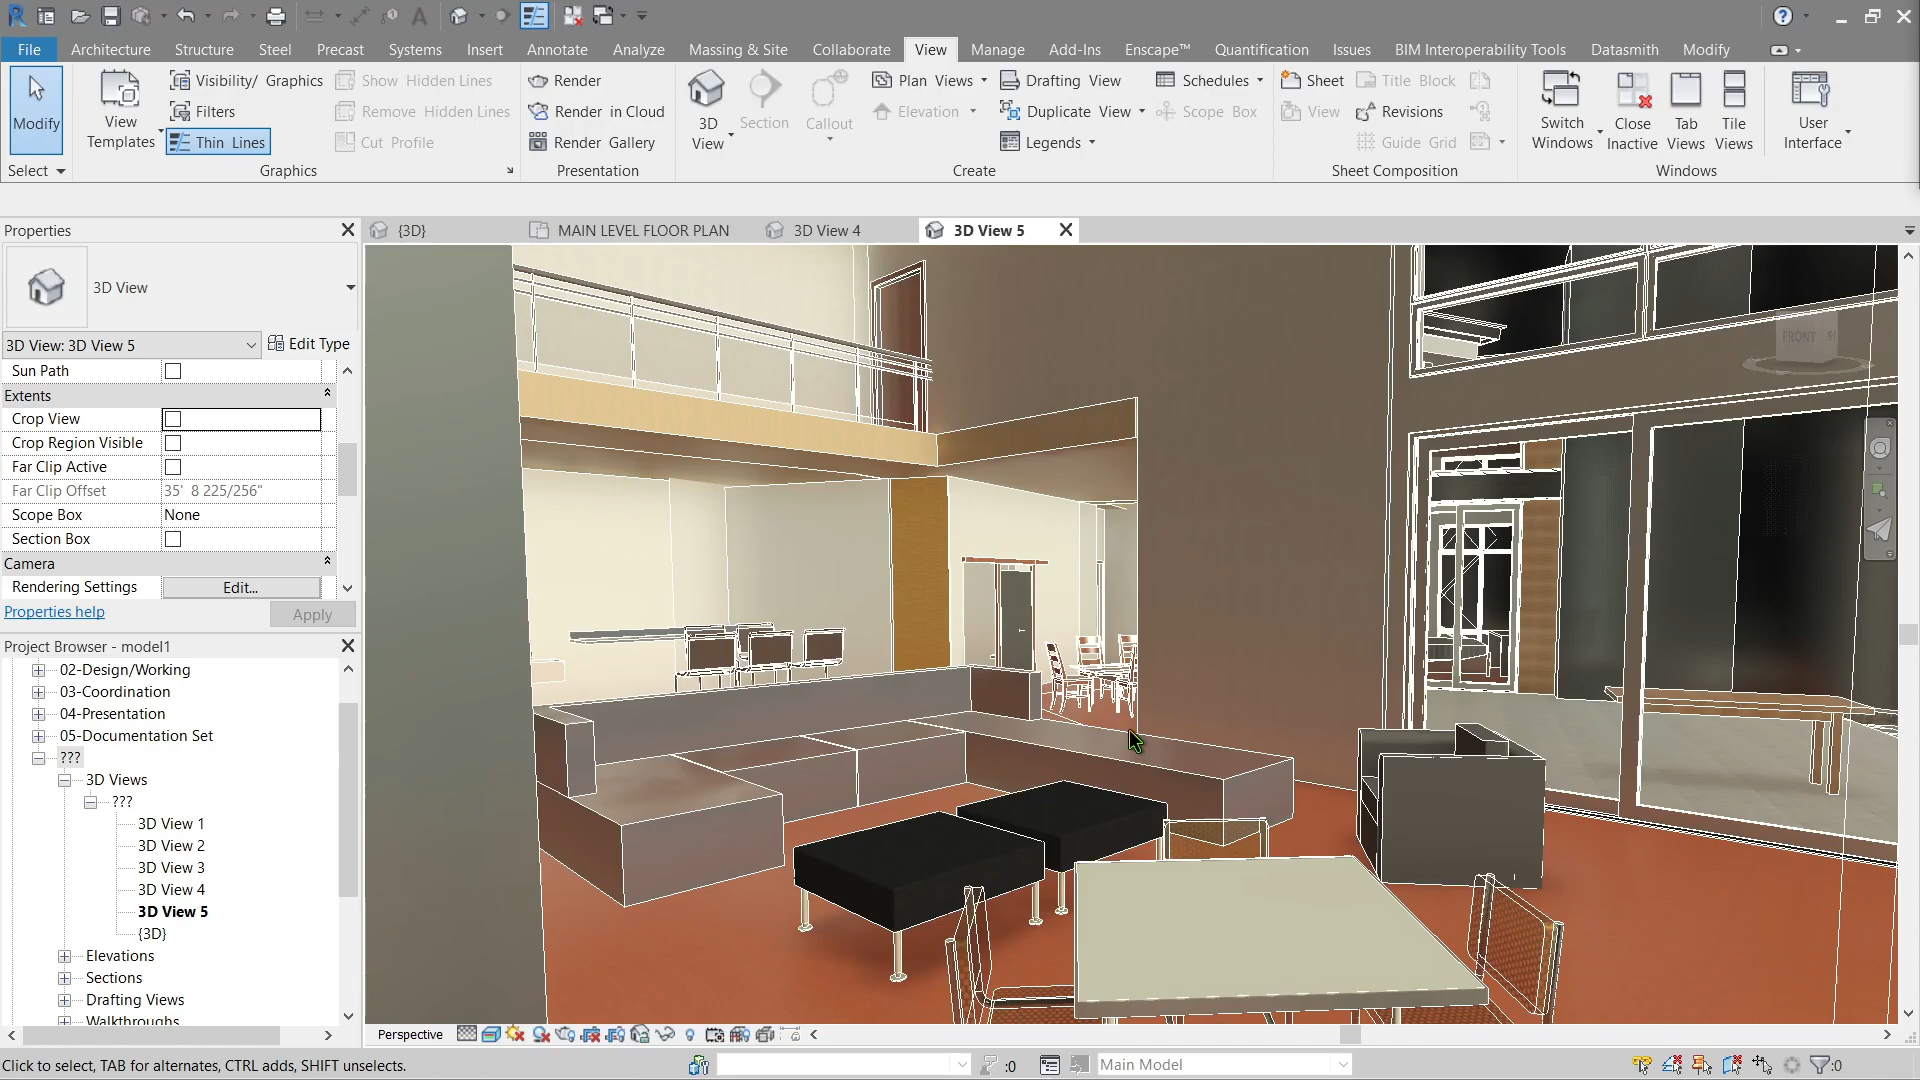 File Architecture Structure Steel Precast Systems Insert Annotate Analyze Massing & Site Collaborate View Manage Add-Ins Enscape™ Quantification Issues BIM Interoperability Tools Datasmith Modify
Modify
View
Templates
Visibility/ Graphics
Filters
Thin Lines
Show Hidden Lines
Remove Hidden Lines
Cut Profile
Render
Render in Cloud
Render Gallery
3D
View
Section
Callout
Plan Views
Elevation
Drafting View
Duplicate View
Legends
Schedules
Scope Box
Sheet
View
Title Block
Revisions
Guide Grid
Switch
Windows
Close
Inactive
Tab
Views
Tile
Views
User
Interface
Select
Graphics
Presentation
Create
Sheet Composition
Windows
Properties
{3D}
MAIN LEVEL FLOOR PLAN
3D View 4
3D View 5
3D View
3D View: 3D View 5
Edit Type
Sun Path
Extents
Crop View
Crop Region Visible
Far Clip Active
Far Clip Offset 35' 8 225/256"
Scope Box None
Section Box
Camera
Rendering Settings Edit...
Properties help
Apply
Project Browser - model1
02-Design/Working
03-Coordination
04-Presentation
05-Documentation Set
???
3D Views
???
3D View 1
3D View 2
3D View 3
3D View 4
3D View 5
{3D}
Elevations
Sections
Drafting Views
Walkthroughs
FRONT
Perspective
Click to select, TAB for alternates, CTRL adds, SHIFT unselects.
:0
Main Model
:0